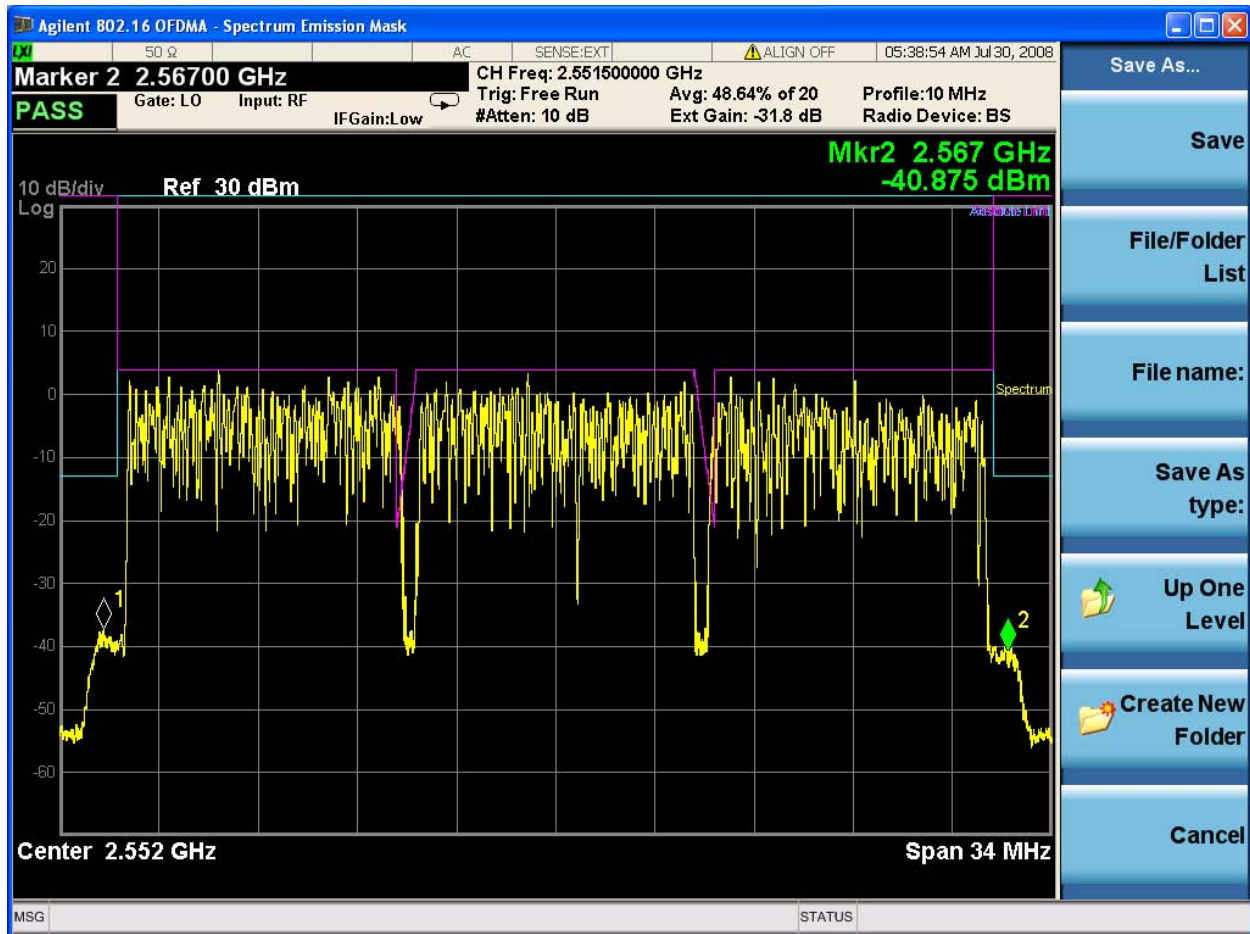 Agilent 802.16 OFDMA - Spectrum Emission Mask
LXI 50 Ω AC SENSE:EXT ALIGN OFF 05:38:54 AM Jul 30, 2008
Marker 2 2.56700 GHz
PASS
Gate: LO Input: RF
IFGain:Low
CH Freq: 2.551500000 GHz
Trig: Free Run Avg: 48.64% of 20 Profile:10 MHz
#Atten: 10 dB Ext Gain: -31.8 dB Radio Device: BS
Mkr2 2.567 GHz
-40.875 dBm
10 dB/div Ref 30 dBm
Log
20
10
0
-10
-20
-30
-40
-50
-60
Spectrum
1
2
Center 2.552 GHz Span 34 MHz
MSG STATUS
Save As...
Save
File/Folder
List
File name:
Save As
type:
Up One
Level
Create New
Folder
Cancel